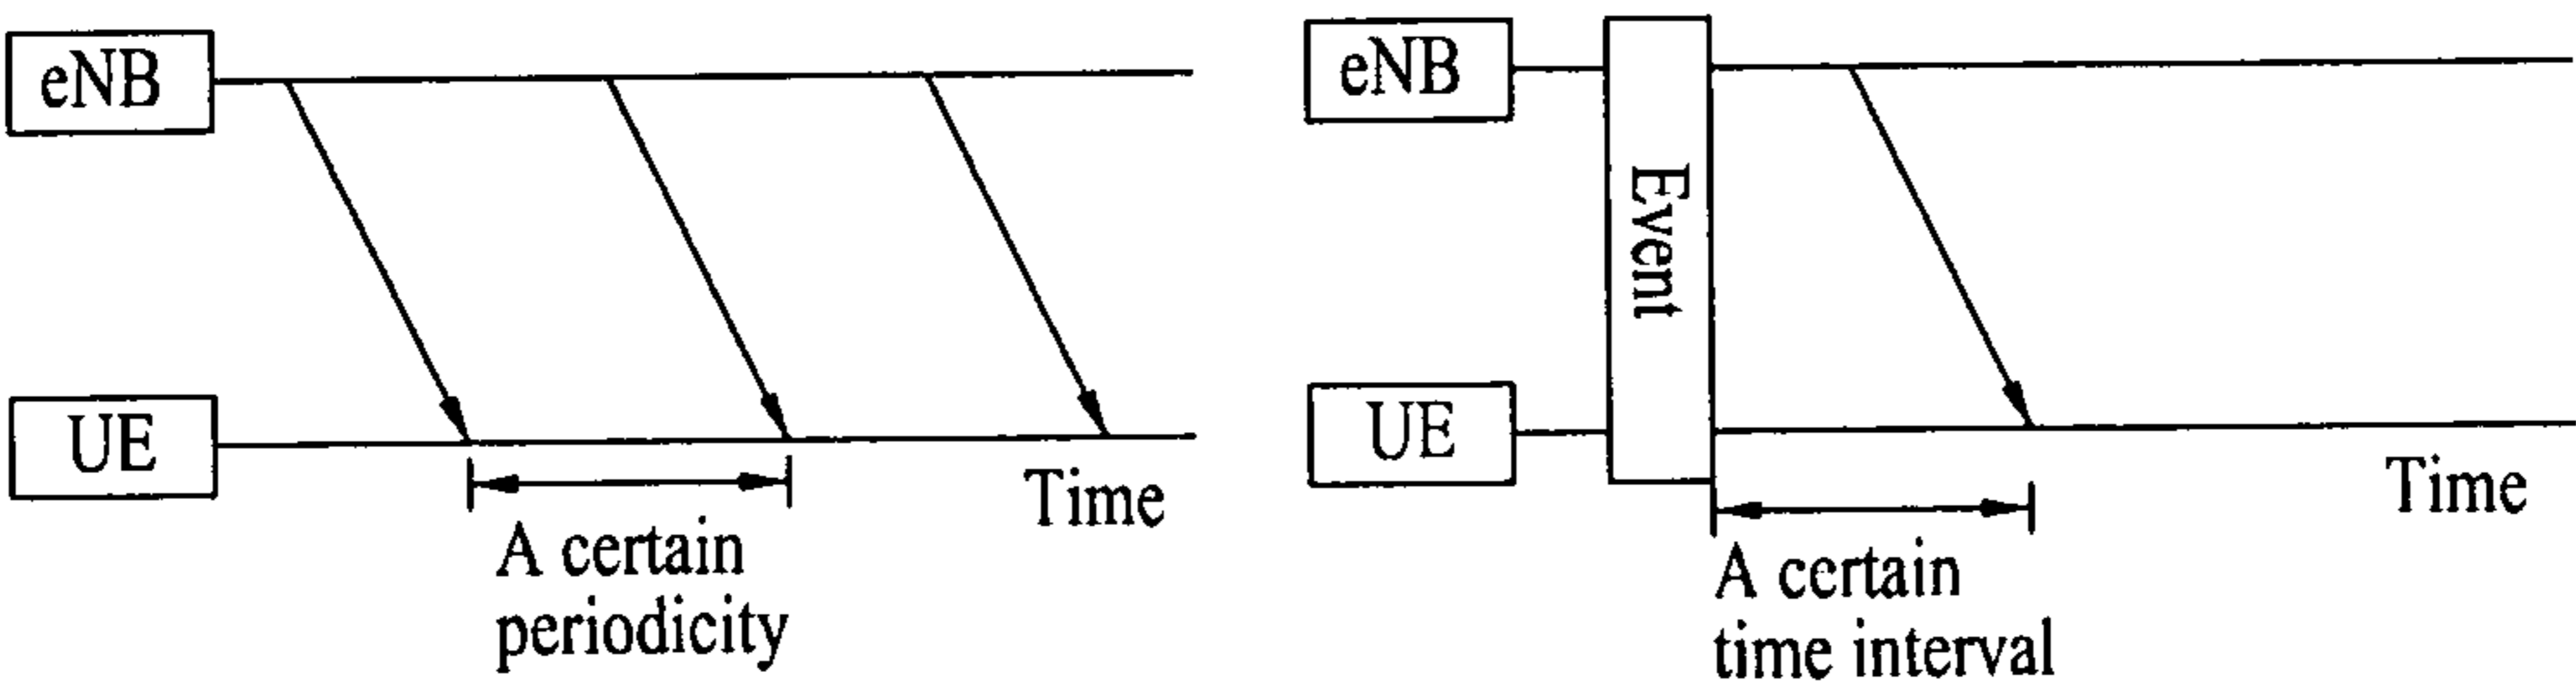 eNB
UE
Time
A certain
periodicity
eNB
Event
UE
Time
A certain
time interval